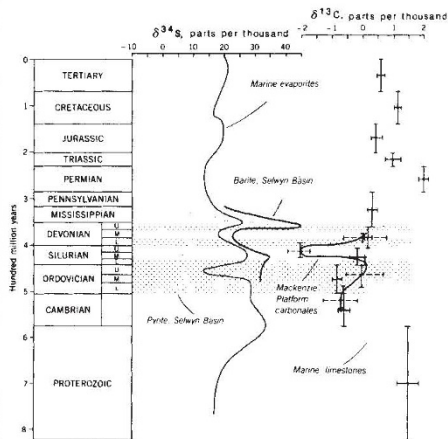 δ34S, parts per thousand
δ13C. parts per thousand
-10 0 10 20 30 40
-2 -1 0 1 2
0
TERTIARY
CRETACEOUS
1
JURASSIC
TRIASSIC
2
PERMIAN
PENNSYLVANIAN
3
MISSISSIPPIAN
DEVONIAN
U
M
L
4
SILURIAN
ORDOVICIAN
U
M
L
5
CAMBRIAN
6
PROTEROZOIC
7
8
Hundred million years
Marine evaporites
Barite, Selwyn Basin
Pyrite, Selwyn Basin
Mackenzie
Platform
carbonates
Marine limestones